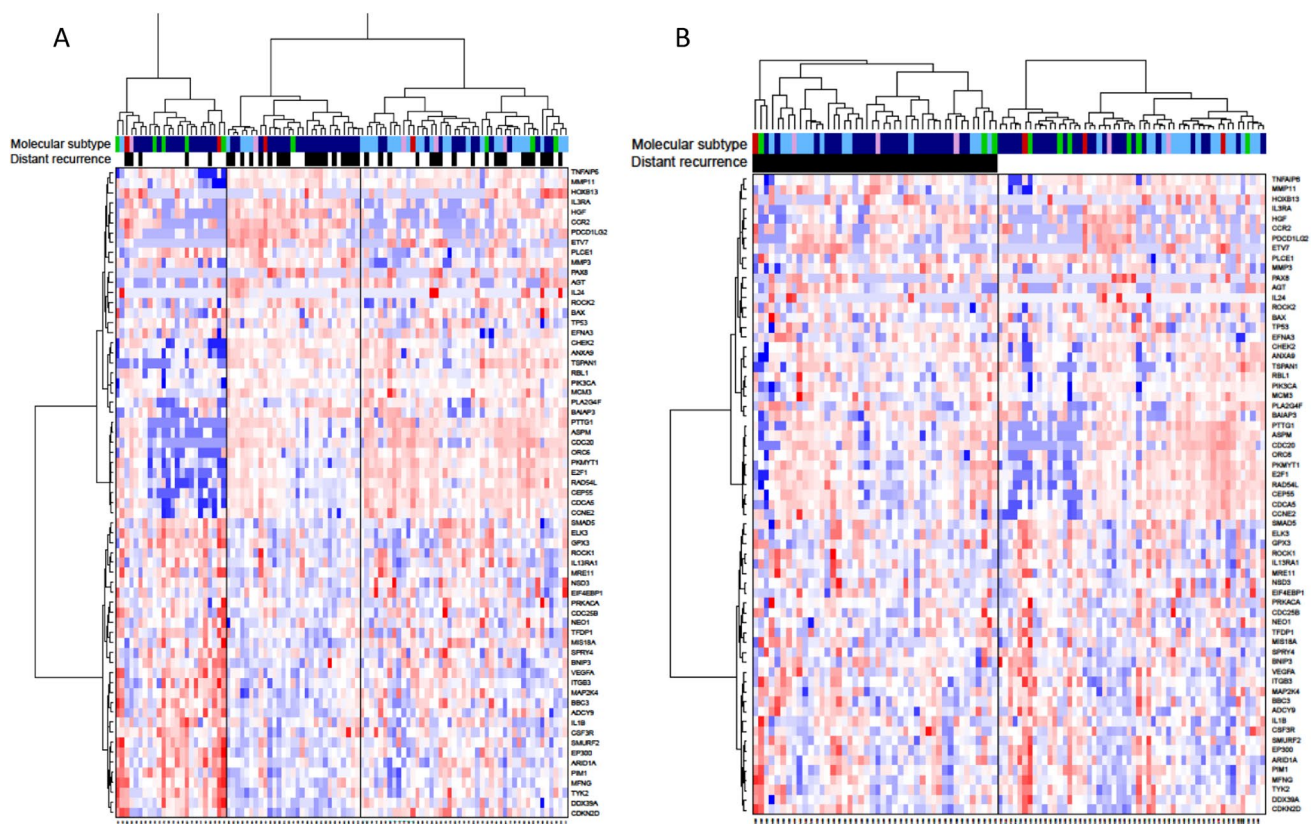 A
Molecular subtype
Distant recurrence
TNFAIP6
MMP11
HOXB13
IL3RA
HGF
CCR2
PDCD1LG2
ETV7
PLCE1
MMP3
PAX8
AGT
IL24
ROCK2
BAX
TP53
EFNA3
CHEK2
ANXA9
TSPAN1
RBL1
PIK3CA
MCM3
PLA2G4F
BAIAP3
PTTG1
ASPM
CDC20
ORC6
PKMYT1
E2F1
RAD54L
CEP55
CDCA5
CCNE2
SMAD5
ELK3
GPX3
ROCK1
IL13RA1
MRE11
NSD3
EIF4EBP1
PRKACA
CDC25B
NEO1
TFDP1
MIS18A
SPRY4
BNIP3
VEGFA
ITGB3
MAP2K4
BBC3
ADCY9
IL1B
CSF3R
SMURF2
EP300
ARID1A
PIM1
MFNG
TYK2
DDX39A
CDKN2D
B
Molecular subtype
Distant recurrence
TNFAIP6
MMP11
HOXB13
IL3RA
HGF
CCR2
PDCD1LG2
ETV7
PLCE1
MMP3
PAX8
AGT
IL24
ROCK2
BAX
TP53
EFNA3
CHEK2
ANXA9
TSPAN1
RBL1
PIK3CA
MCM3
PLA2G4F
BAIAP3
PTTG1
ASPM
CDC20
ORC6
PKMYT1
E2F1
RAD54L
CEP55
CDCA5
CCNE2
SMAD5
ELK3
GPX3
ROCK1
IL13RA1
MRE11
NSD3
EIF4EBP1
PRKACA
CDC25B
NEO1
TFDP1
MIS18A
SPRY4
BNIP3
VEGFA
ITGB3
MAP2K4
BBC3
ADCY9
IL1B
CSF3R
SMURF2
EP300
ARID1A
PIM1
MFNG
TYK2
DDX39A
CDKN2D